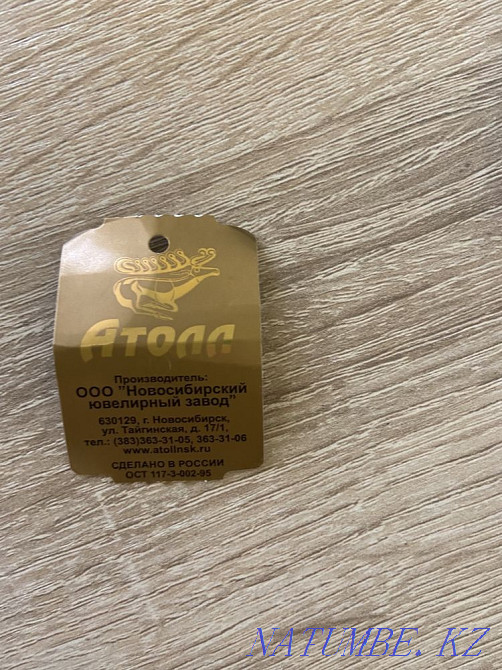 Атолл
Производитель:
ООО "Новосибирский
ювелирный завод"
630129, г. Новосибирск,
ул. Тайгинская, д. 17/1,
тел.: (383)363-31-05, 363-31-06
www.atollnsk.ru
СДЕЛАНО В РОССИИ
ОСТ 117-3-002-95
NATUMBE.KZ